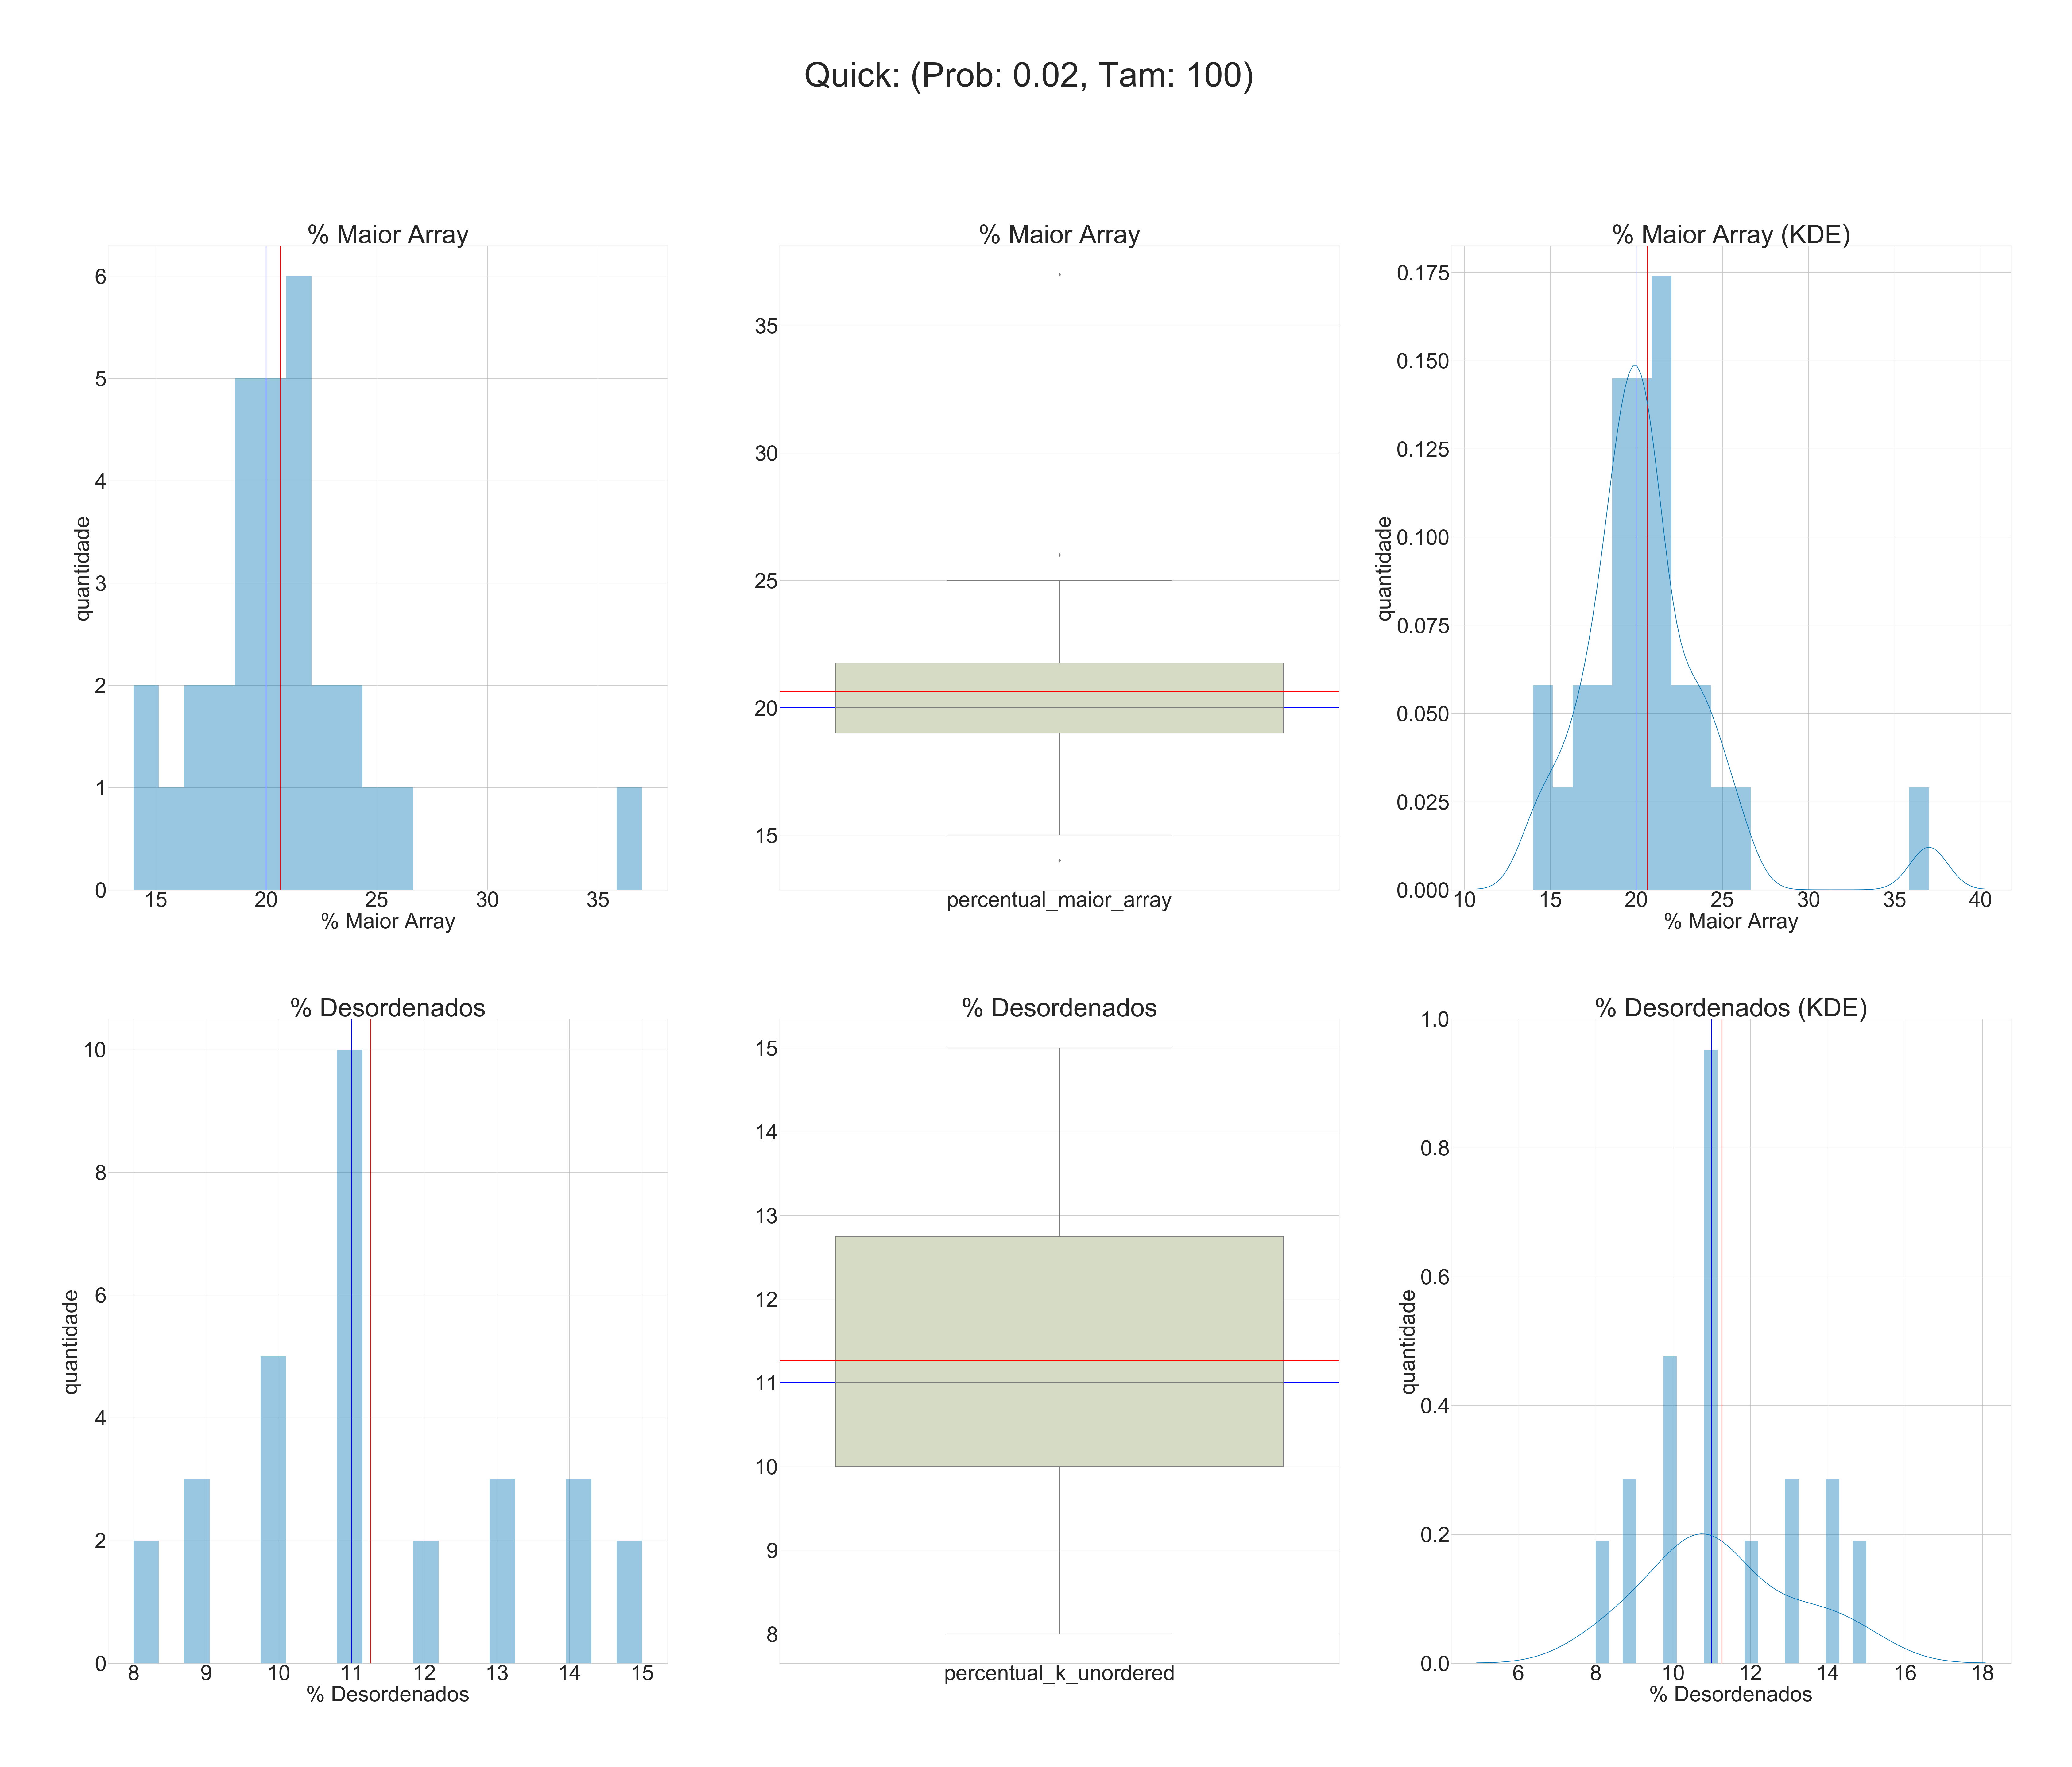 Quick: (Prob: 0.02, Tam: 100)
% Maior Array
6
5
4
3
2
1
0
quantidade
15 20 25 30 35
% Maior Array
% Maior Array
35
30
25
20
15
percentual_maior_array
% Maior Array (KDE)
0.175
0.150
0.125
0.100
0.075
0.050
0.025
0.000
quantidade
10 15 20 25 30 35 40
% Maior Array
% Desordenados
10
8
6
4
2
0
quantidade
8 9 10 11 12 13 14 15
% Desordenados
% Desordenados
15
14
13
12
11
10
9
8
percentual_k_unordered
% Desordenados (KDE)
1.0
0.8
0.6
0.4
0.2
0.0
quantidade
6 8 10 12 14 16 18
% Desordenados